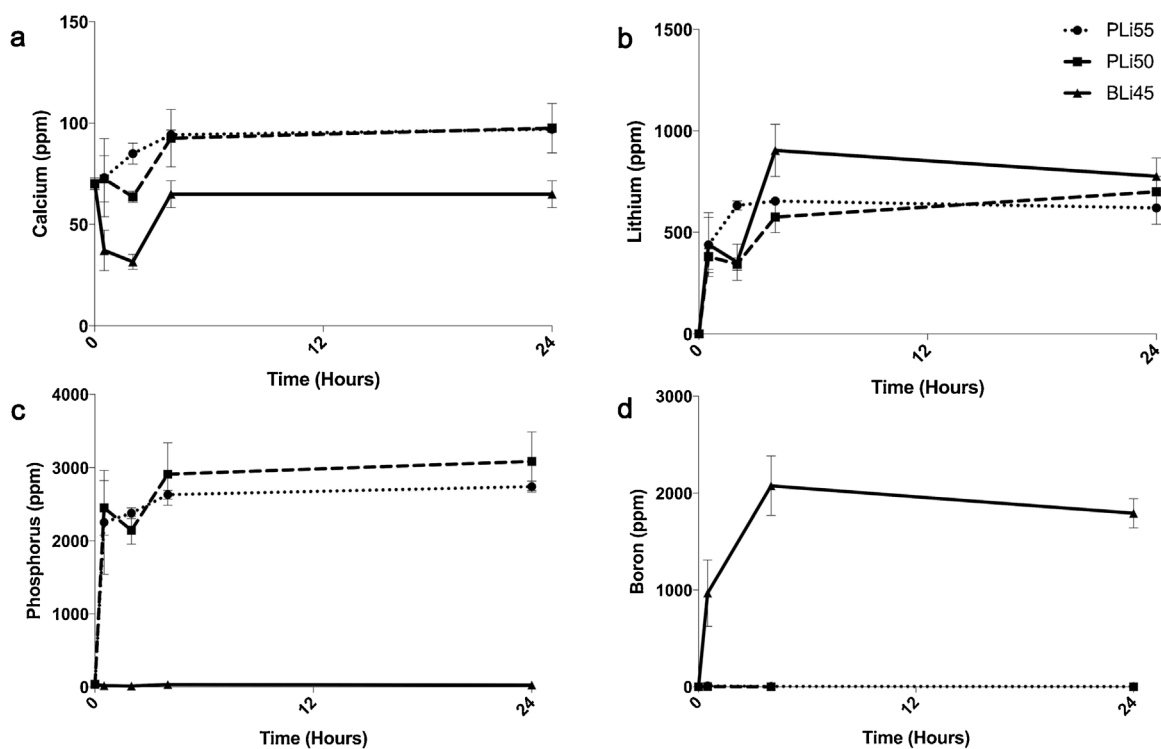 a
Calcium (ppm)
150
100
50
0
0
12
24
Time (Hours)
b
Lithium (ppm)
1500
1000
500
0
0
12
24
Time (Hours)
PLi55
PLi50
BLi45
c
Phosphorus (ppm)
4000
3000
2000
1000
0
0
12
24
Time (Hours)
d
Boron (ppm)
3000
2000
1000
0
0
12
24
Time (Hours)